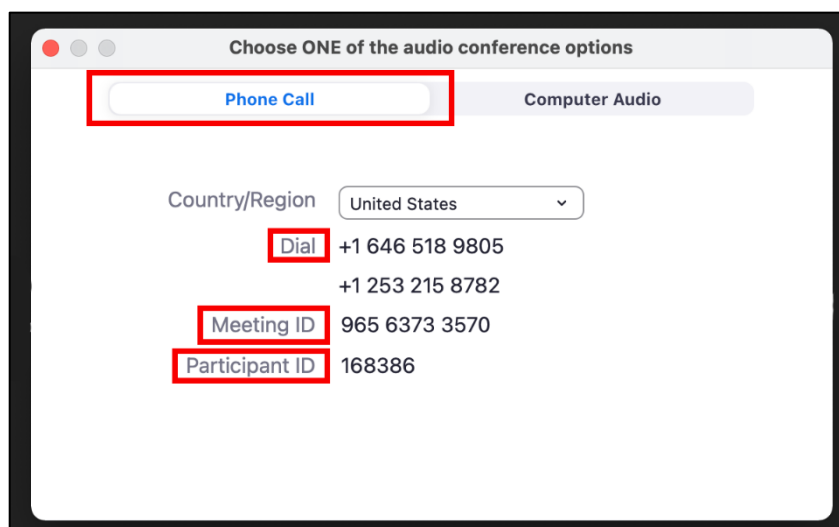 Choose ONE of the audio conference options
Phone Call Computer Audio
Country/Region United States
Dial +1 646 518 9805
+1 253 215 8782
Meeting ID 965 6373 3570
Participant ID 168386